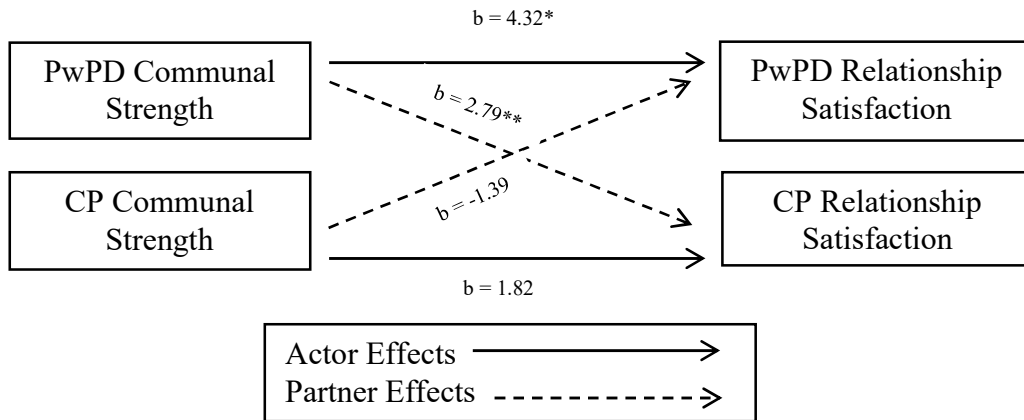 b = 4.32*
PwPD Communal
Strength
PwPD Relationship
Satisfaction
b = 2.79**
CP Communal
Strength
b = -1.39
CP Relationship
Satisfaction
b = 1.82
Actor Effects
Partner Effects